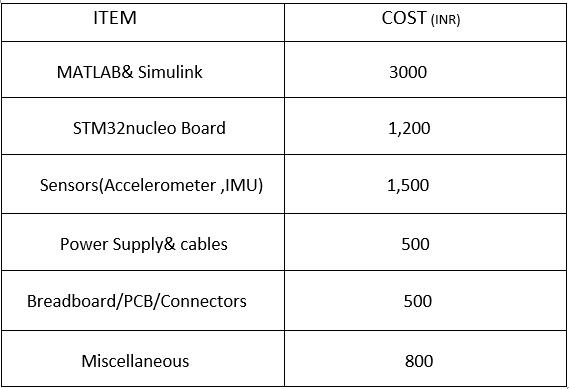 ITEM COST (INR)
MATLAB& Simulink 3000
STM32nucleo Board 1,200
Sensors(Accelerometer ,IMU) 1,500
Power Supply& cables 500
Breadboard/PCB/Connectors 500
Miscellaneous 800